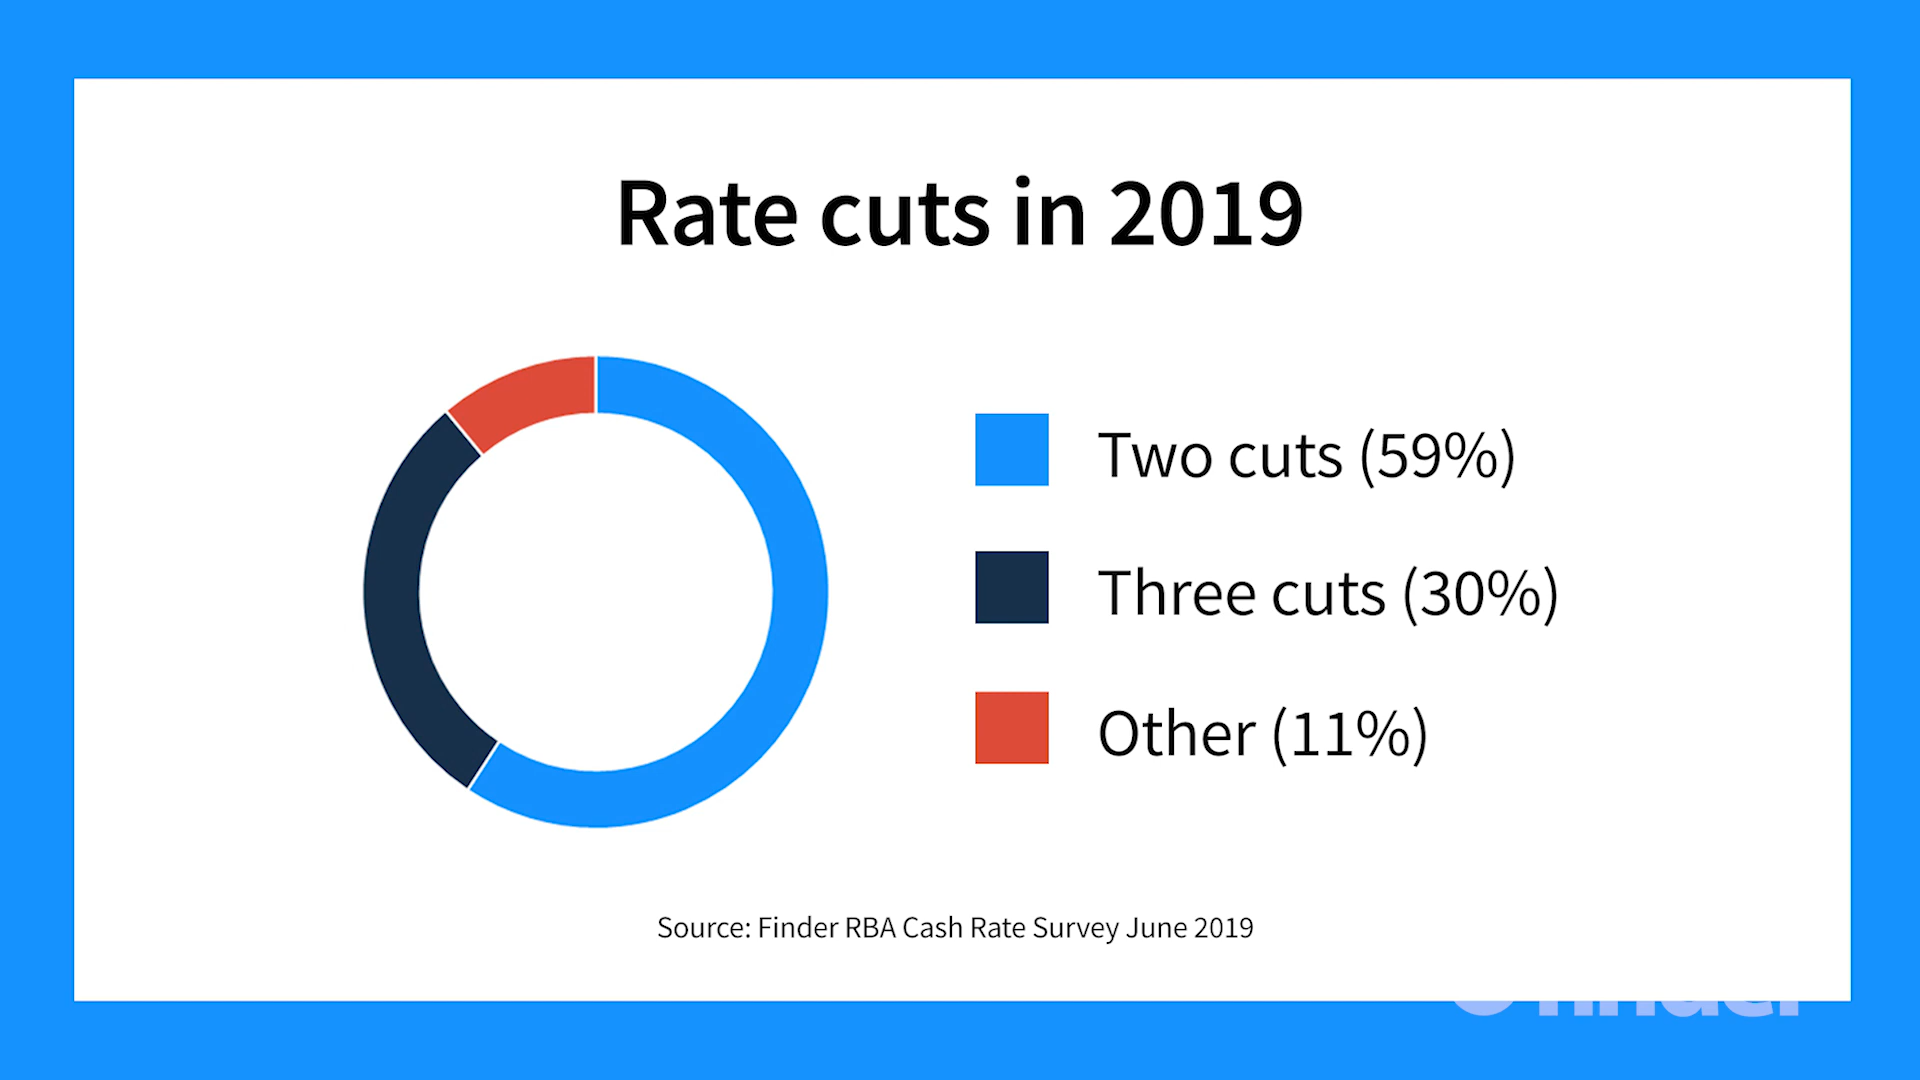 Rate cuts in 2019
Two cuts (59%)
Three cuts (30%)
Other (11%)
Source: Finder RBA Cash Rate Survey June 2019